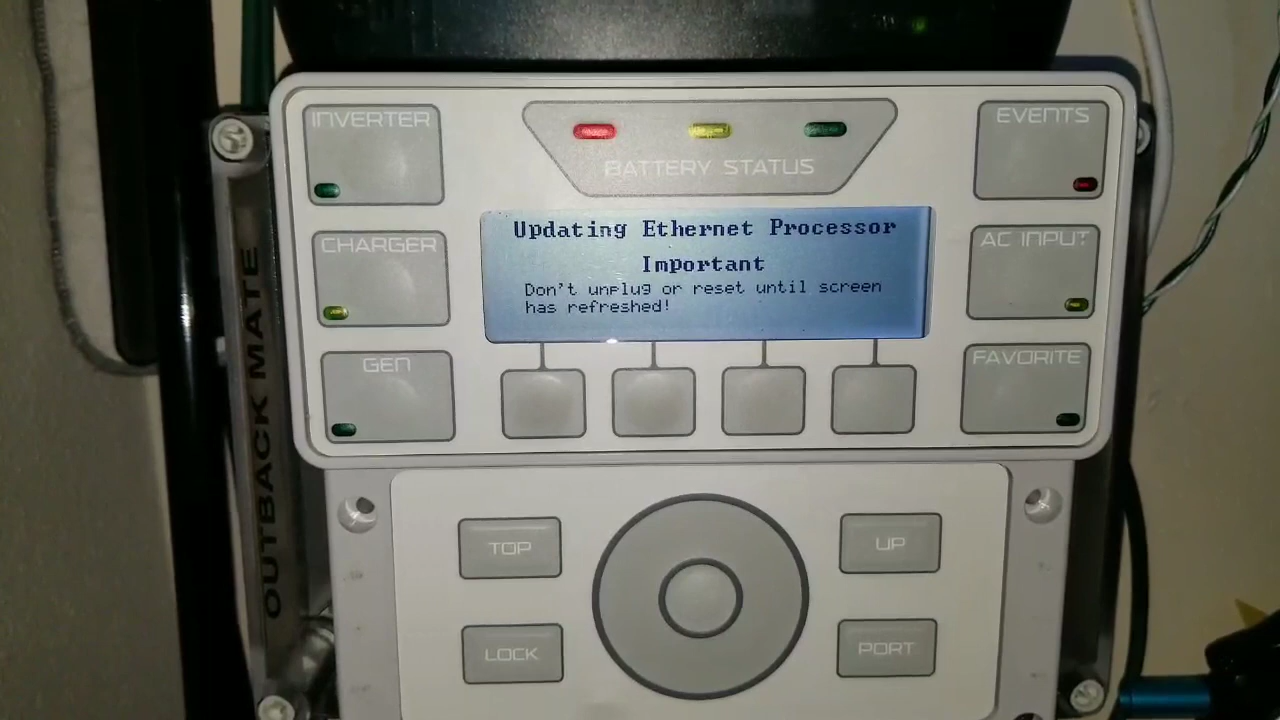 INVERTER
BATTERY STATUS
EVENTS
Updating Ethernet Processor
Important
Don't unplug or reset until screen
has refreshed!
CHARGER
AC INPUT
GEN
FAVORITE
OUTBACK MATE
TOP
UP
LOCK
PORT